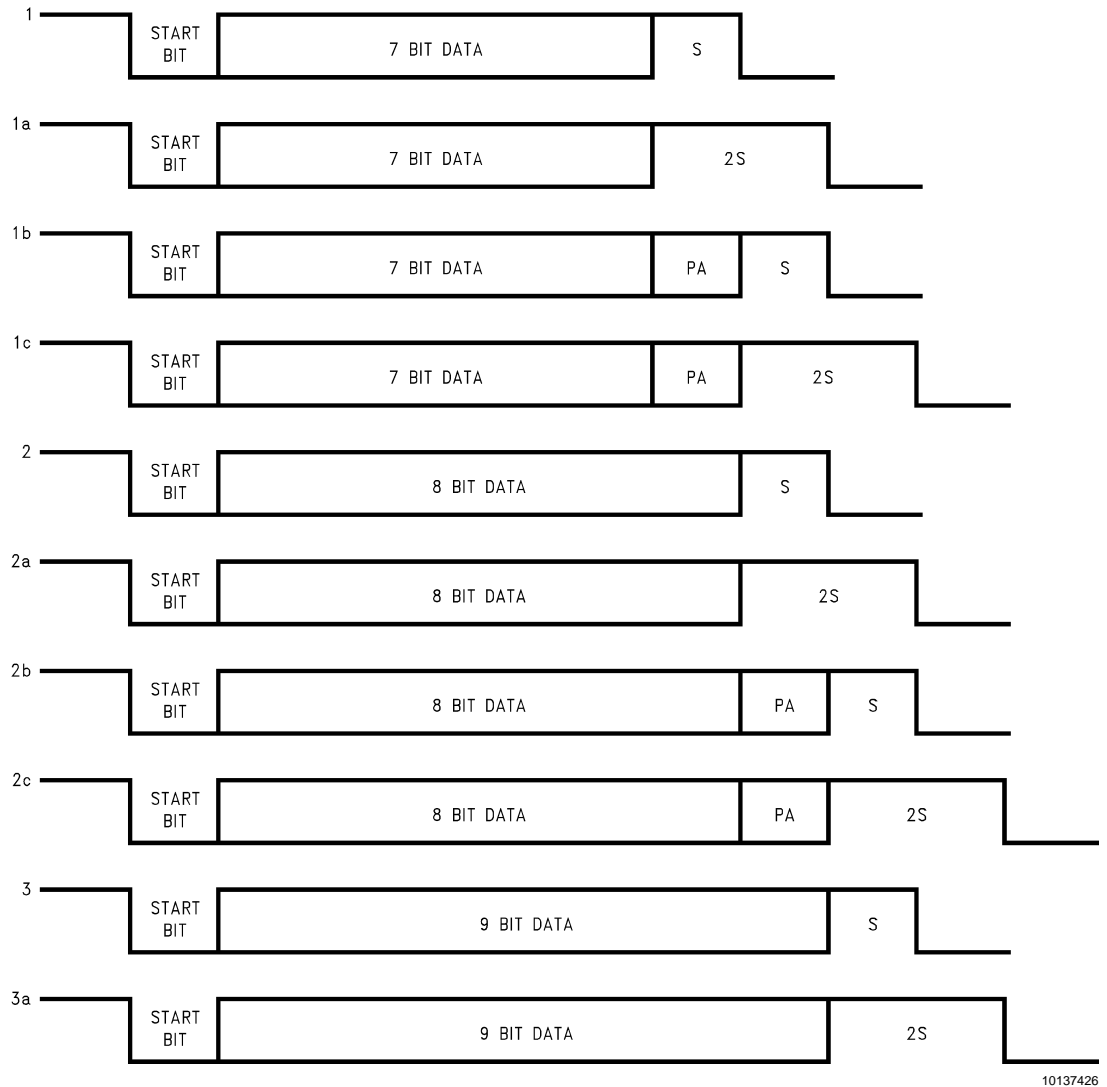 1 START BIT 7 BIT DATA S
1a START BIT 7 BIT DATA 2S
1b START BIT 7 BIT DATA PA S
1c START BIT 7 BIT DATA PA 2S
2 START BIT 8 BIT DATA S
2a START BIT 8 BIT DATA 2S
2b START BIT 8 BIT DATA PA S
2c START BIT 8 BIT DATA PA 2S
3 START BIT 9 BIT DATA S
3a START BIT 9 BIT DATA 2S
10137426